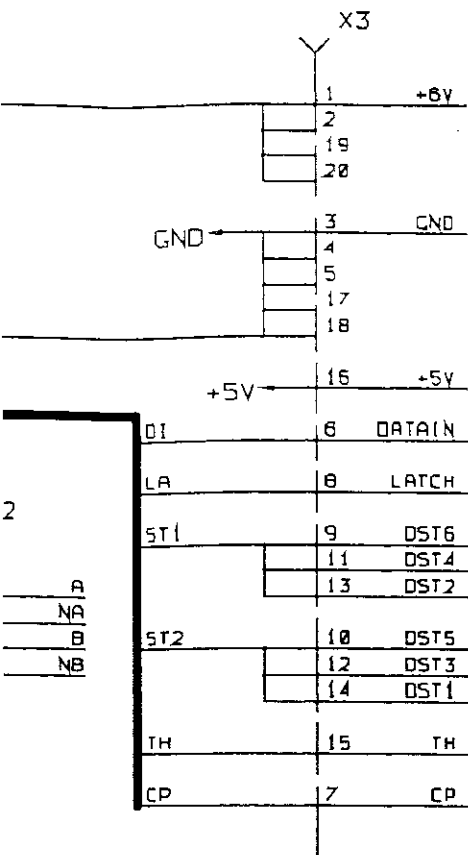 X3
1 +6V
2
19
20
3 GND
GND
4
5
17
18
16 +5V
+5V
DI 6 DATAIN
LA 8 LATCH
2
ST1 9 DST6
11 DST4
13 DST2
A
NA
B
NB
ST2 10 DST5
12 DST3
14 DST1
TH 15 TH
CP 7 CP